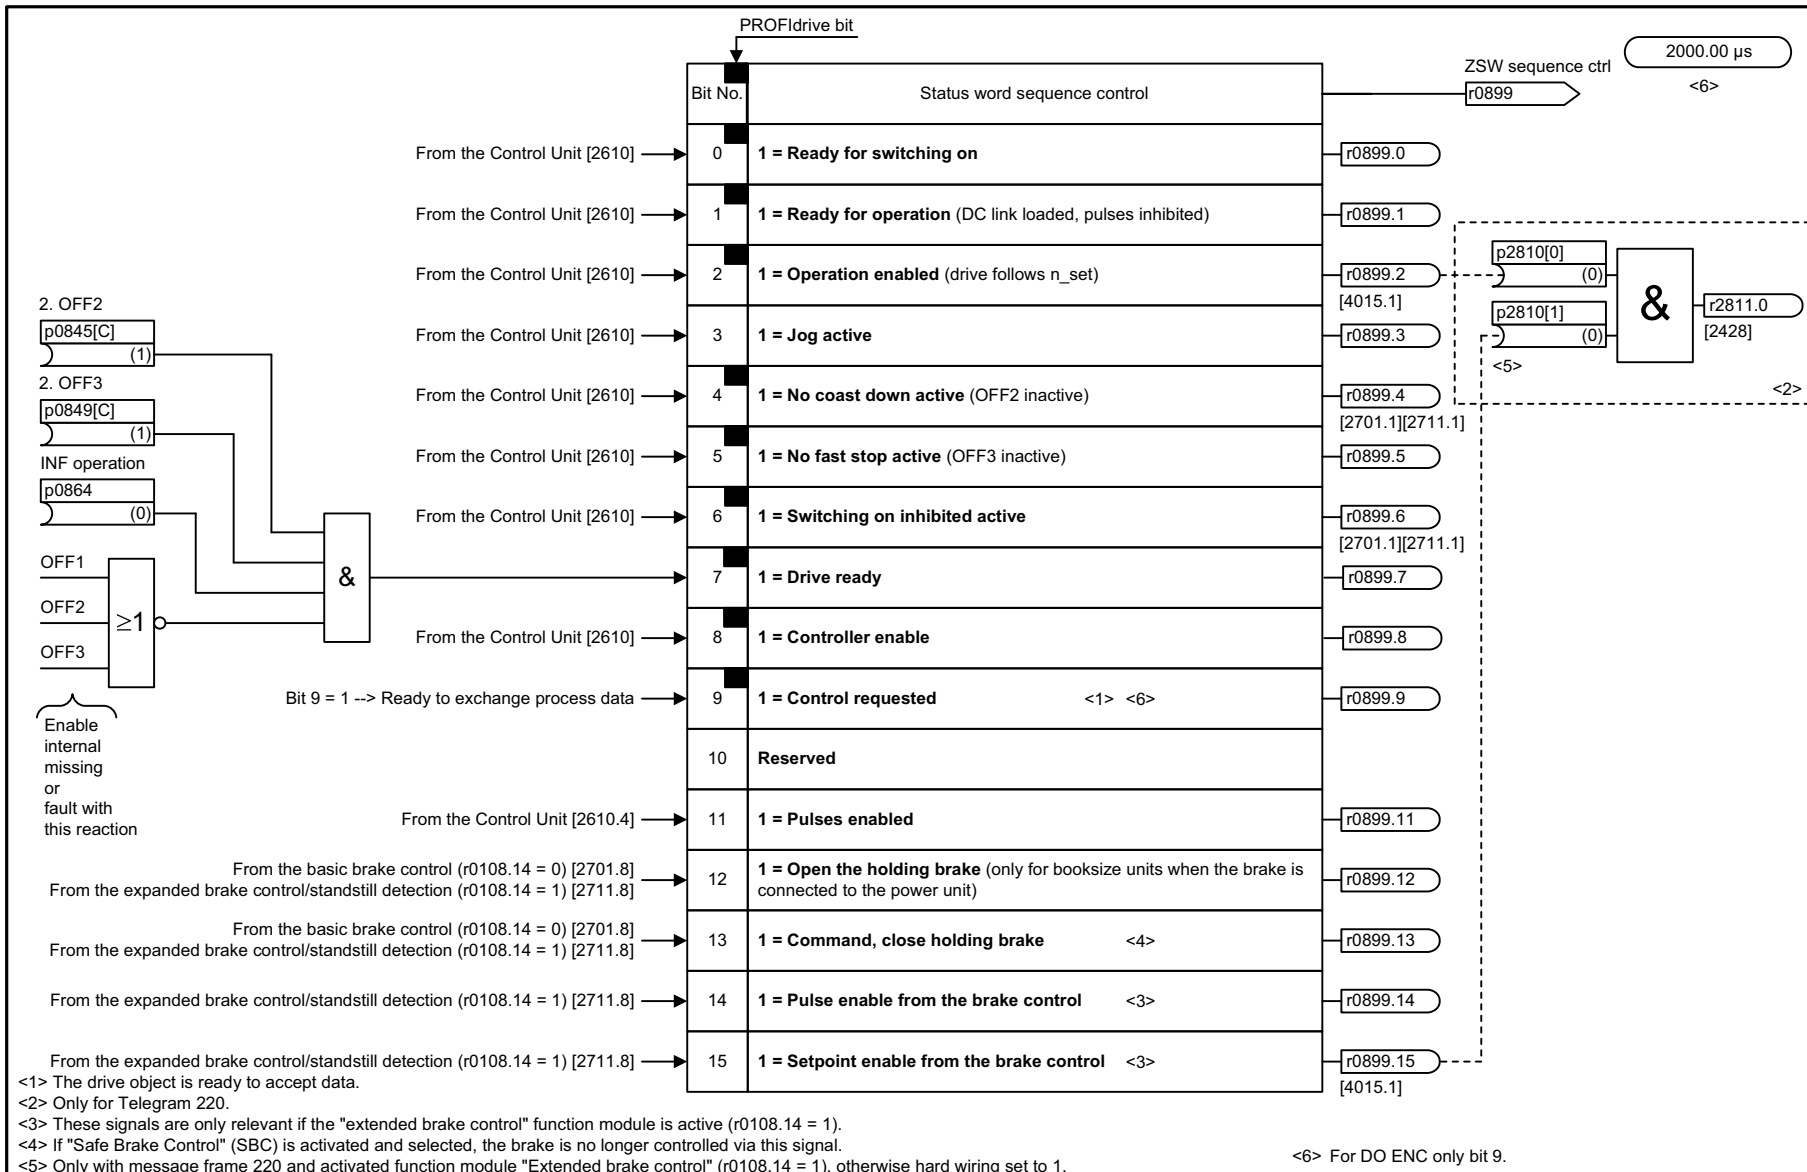 PROFIdrive bit
2000.00 µs
<6>
ZSW sequence ctrl
r0899
Bit No.
Status word sequence control
From the Control Unit [2610]
0
1 = Ready for switching on
r0899.0
From the Control Unit [2610]
1
1 = Ready for operation (DC link loaded, pulses inhibited)
r0899.1
From the Control Unit [2610]
2
1 = Operation enabled (drive follows n_set)
r0899.2
[4015.1]
p2810[0]
(0)
p2810[1]
(0)
<5>
&
r2811.0
[2428]
<2>
2. OFF2
p0845[C]
(1)
2. OFF3
p0849[C]
(1)
INF operation
p0864
(0)
OFF1
OFF2
OFF3
≥1
&
Enable
internal
missing
or
fault with
this reaction
From the Control Unit [2610]
3
1 = Jog active
r0899.3
From the Control Unit [2610]
4
1 = No coast down active (OFF2 inactive)
r0899.4
[2701.1][2711.1]
From the Control Unit [2610]
5
1 = No fast stop active (OFF3 inactive)
r0899.5
From the Control Unit [2610]
6
1 = Switching on inhibited active
r0899.6
[2701.1][2711.1]
7
1 = Drive ready
r0899.7
From the Control Unit [2610]
8
1 = Controller enable
r0899.8
Bit 9 = 1 --> Ready to exchange process data
9
1 = Control requested <1> <6>
r0899.9
10
Reserved
From the Control Unit [2610.4]
11
1 = Pulses enabled
r0899.11
From the basic brake control (r0108.14 = 0) [2701.8]
From the expanded brake control/standstill detection (r0108.14 = 1) [2711.8]
12
1 = Open the holding brake (only for booksize units when the brake is
connected to the power unit)
r0899.12
From the basic brake control (r0108.14 = 0) [2701.8]
From the expanded brake control/standstill detection (r0108.14 = 1) [2711.8]
13
1 = Command, close holding brake <4>
r0899.13
From the expanded brake control/standstill detection (r0108.14 = 1) [2711.8]
14
1 = Pulse enable from the brake control <3>
r0899.14
From the expanded brake control/standstill detection (r0108.14 = 1) [2711.8]
15
1 = Setpoint enable from the brake control <3>
r0899.15
[4015.1]
<1> The drive object is ready to accept data.
<2> Only for Telegram 220.
<3> These signals are only relevant if the "extended brake control" function module is active (r0108.14 = 1).
<4> If "Safe Brake Control" (SBC) is activated and selected, the brake is no longer controlled via this signal.
<5> Only with message frame 220 and activated function module "Extended brake control" (r0108.14 = 1), otherwise hard wiring set to 1.
<6> For DO ENC only bit 9.